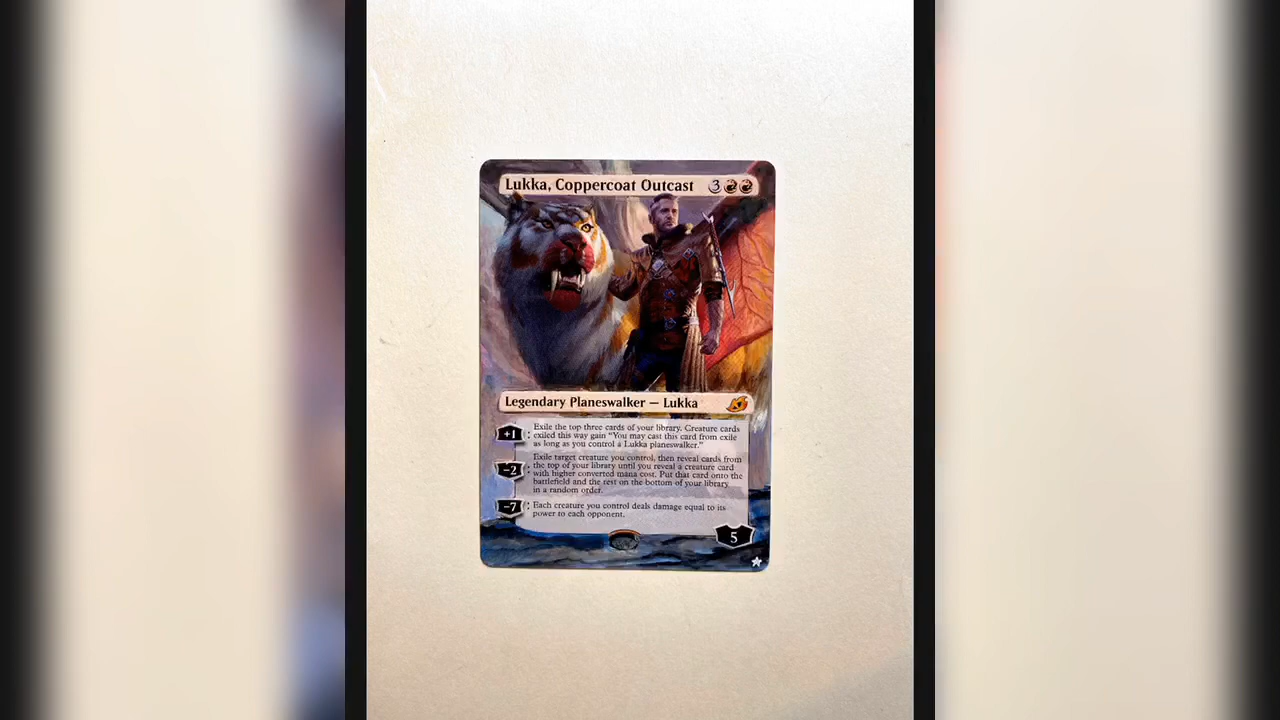 Lukka, Coppercoat Outcast 3
Legendary Planeswalker — Lukka
+1 : Exile the top three cards of your library. Creature cards
exiled this way gain “You may cast this card from exile
as long as you control a Lukka planeswalker.”
−2 : Exile target creature you control, then reveal cards from
the top of your library until you reveal a creature card
with higher converted mana cost. Put that card onto the
battlefield and the rest on the bottom of your library
in a random order.
−7 : Each creature you control deals damage equal to its
power to each opponent.
5